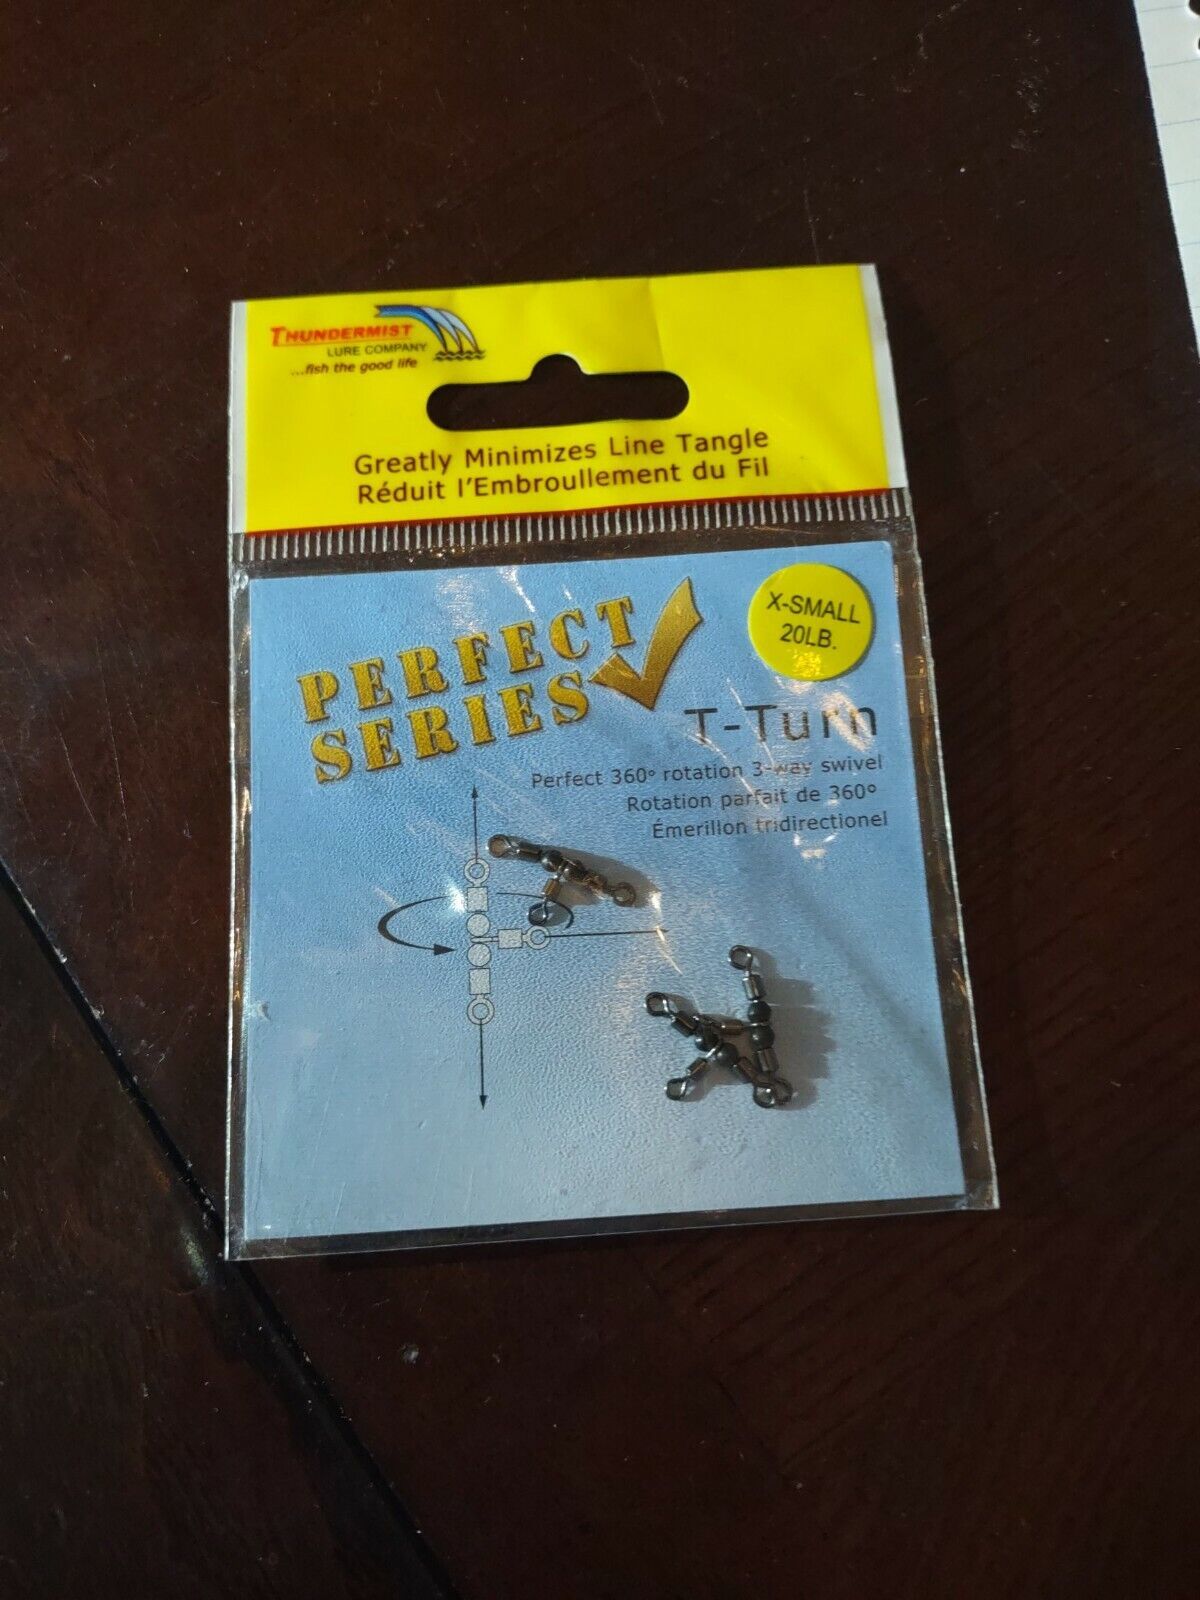 THUNDERMIST
LURE COMPANY
...fish the good life
Greatly Minimizes Line Tangle
Réduit l'Embroullement du Fil
PERFECT
SERIES
X-SMALL
20LB.
T-Turn
Perfect 360° rotation 3-way swivel
Rotation parfait de 360°
Émerillon tridirectionel